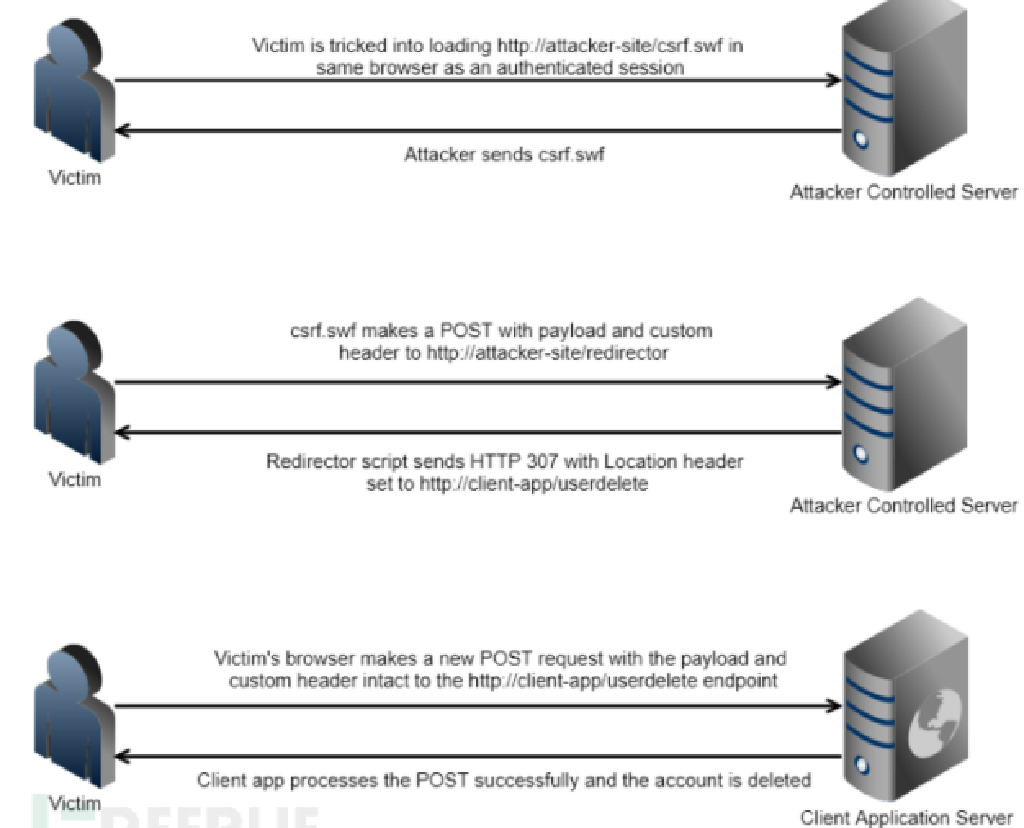 Victim is tricked into loading http://attacker-site/csrf.swf in
same browser as an authenticated session
Attacker sends csrf.swf
Victim
Attacker Controlled Server
csrf.swf makes a POST with payload and custom
header to http://attacker-site/redirector
Redirector script sends HTTP 307 with Location header
set to http://client-app/userdelete
Victim
Attacker Controlled Server
Victim's browser makes a new POST request with the payload and
custom header intact to the http://client-app/userdelete endpoint
Client app processes the POST successfully and the account is deleted
Victim
Client Application Server